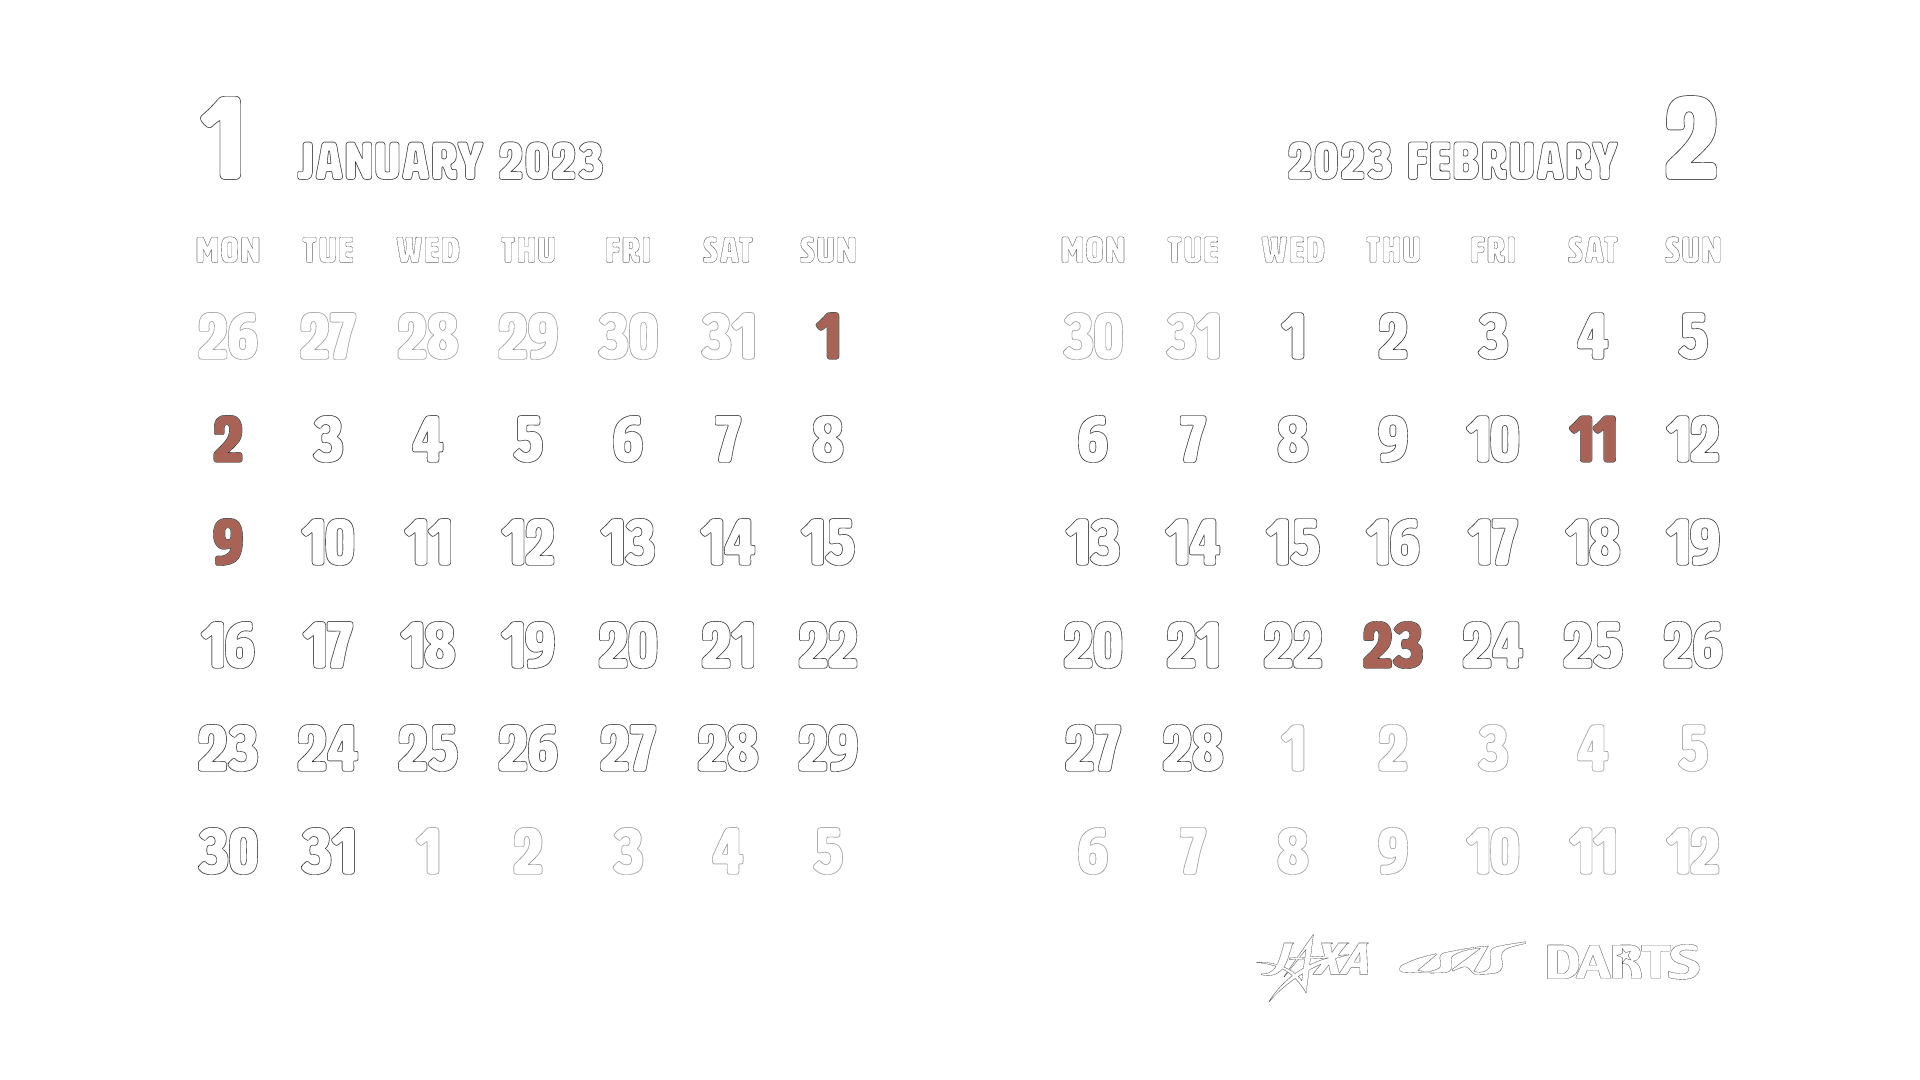 1 JANUARY 2023
MON TUE WED THU FRI SAT SUN
26 27 28 29 30 31 1
2 3 4 5 6 7 8
9 10 11 12 13 14 15
16 17 18 19 20 21 22
23 24 25 26 27 28 29
30 31 1 2 3 4 5
2023 FEBRUARY 2
MON TUE WED THU FRI SAT SUN
30 31 1 2 3 4 5
6 7 8 9 10 11 12
13 14 15 16 17 18 19
20 21 22 23 24 25 26
27 28 1 2 3 4 5
6 7 8 9 10 11 12
JAXA ISAS DARTS